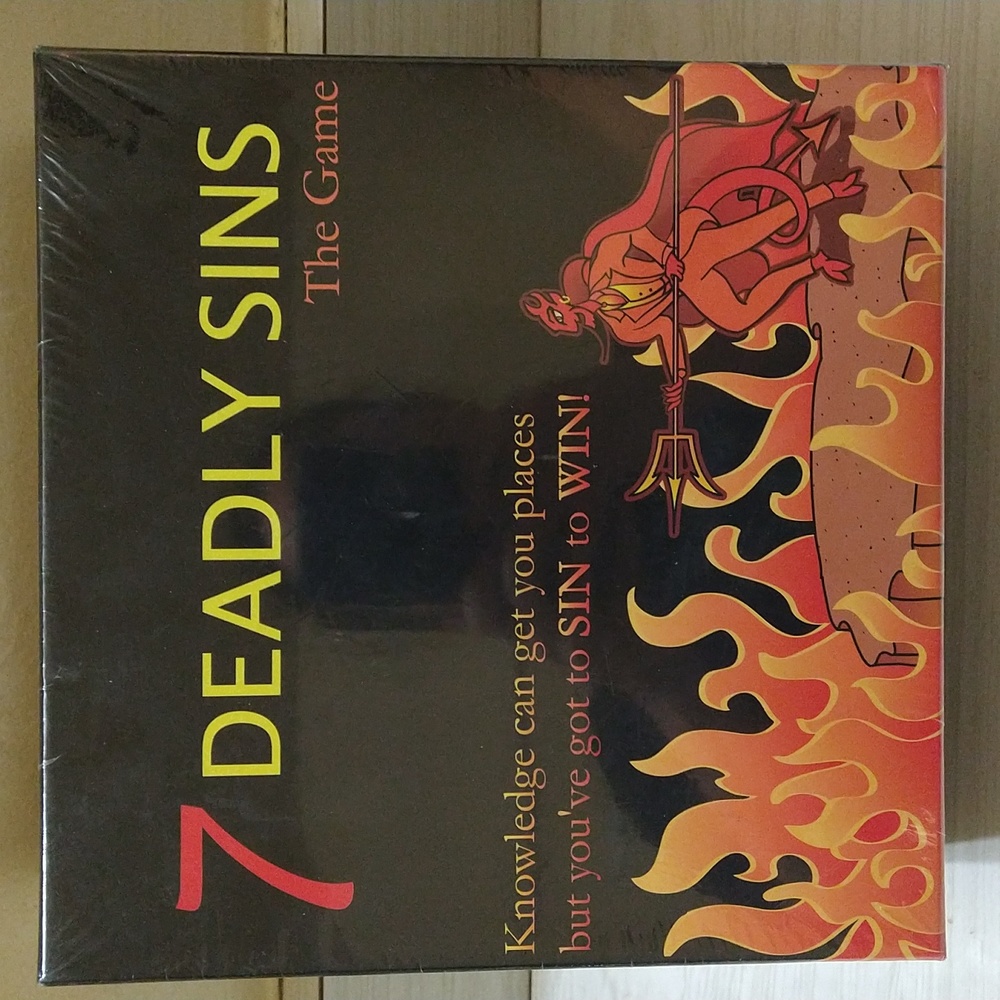 7 DEADLY SINS
The Game
Knowledge can get you places
but you've got to SIN to WIN!